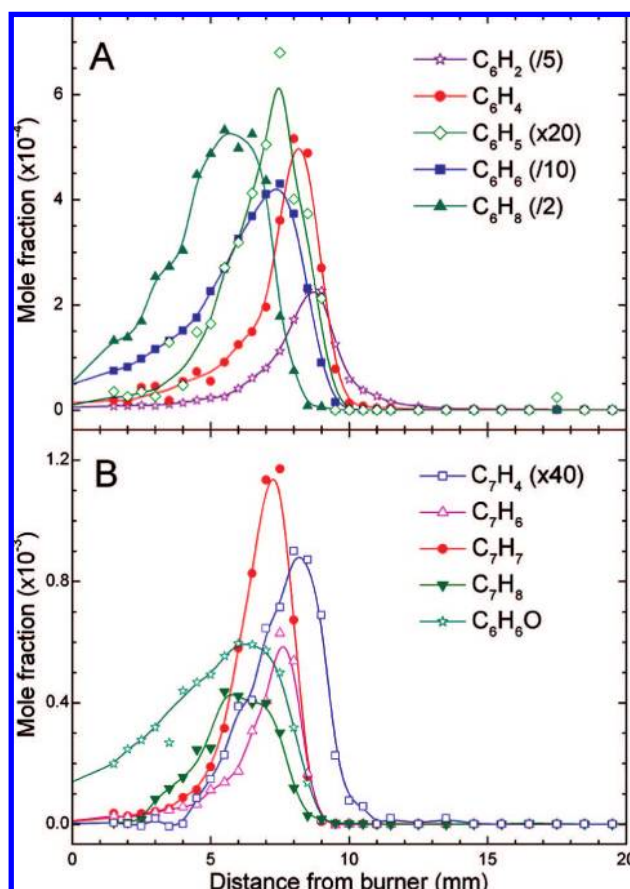 A
C₆H₂ (/5)
C₆H₄
C₆H₅ (x20)
C₆H₆ (/10)
C₆H₈ (/2)
Mole fraction (x10⁻⁴)
6
4
2
0
B
C₇H₄ (x40)
C₇H₆
C₇H₇
C₇H₈
C₆H₆O
Mole fraction (x10⁻³)
1.2
0.8
0.4
0.0
0 5 10 15 20
Distance from burner (mm)